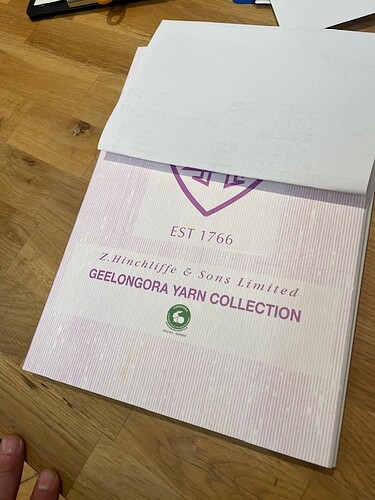 EST 1766
Z.Hinchliffe & Sons Limited
GEELONGORA YARN COLLECTION